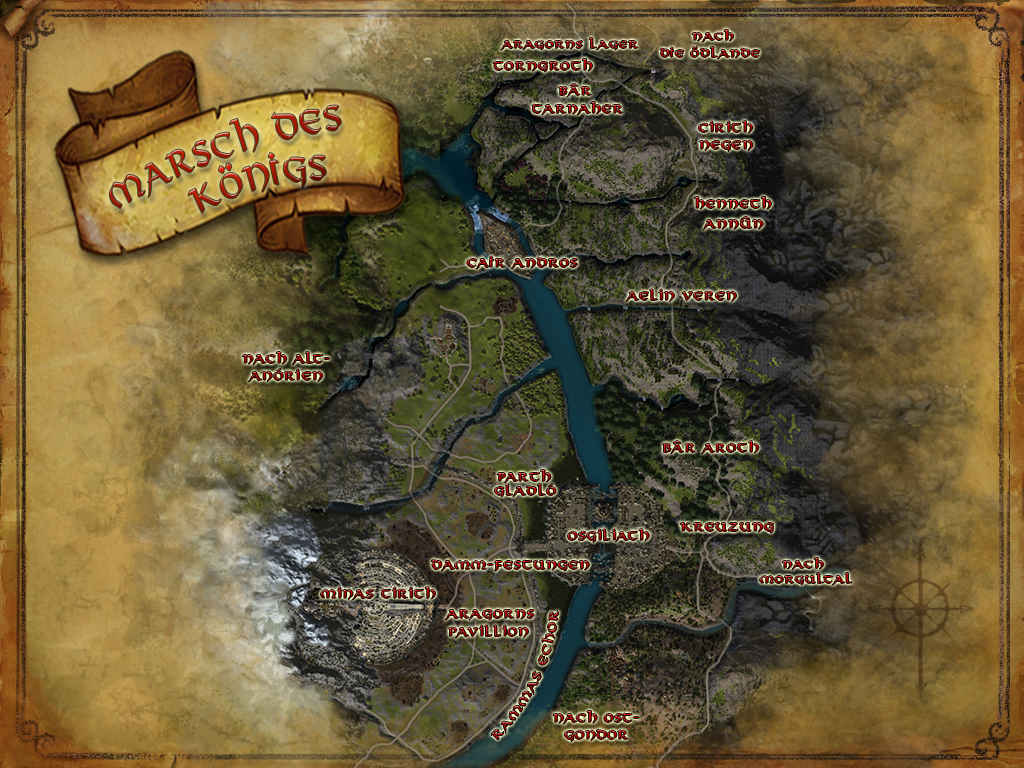 MARSCH DES
KÖNIGS
ARAGORNS LAGER
NACH
DIE ÖDLANDE
TORNGROTH
BÂR
TARNAHER
CIRITH
NEGEN
HENNETH
ANNÛN
CAIR ANDROS
AELIN VEREN
NACH ALT-
ANÓRIEN
BÂR AROTH
PARTH
GLADLÓ
KREUZUNG
OSGILIATH
DAMM-FESTUNGEN
NACH
MORGULTAL
MINAS TIRITH
ARAGORNS
PAVILLION
RAMMAS ECHOR
NACH OST-
GONDOR